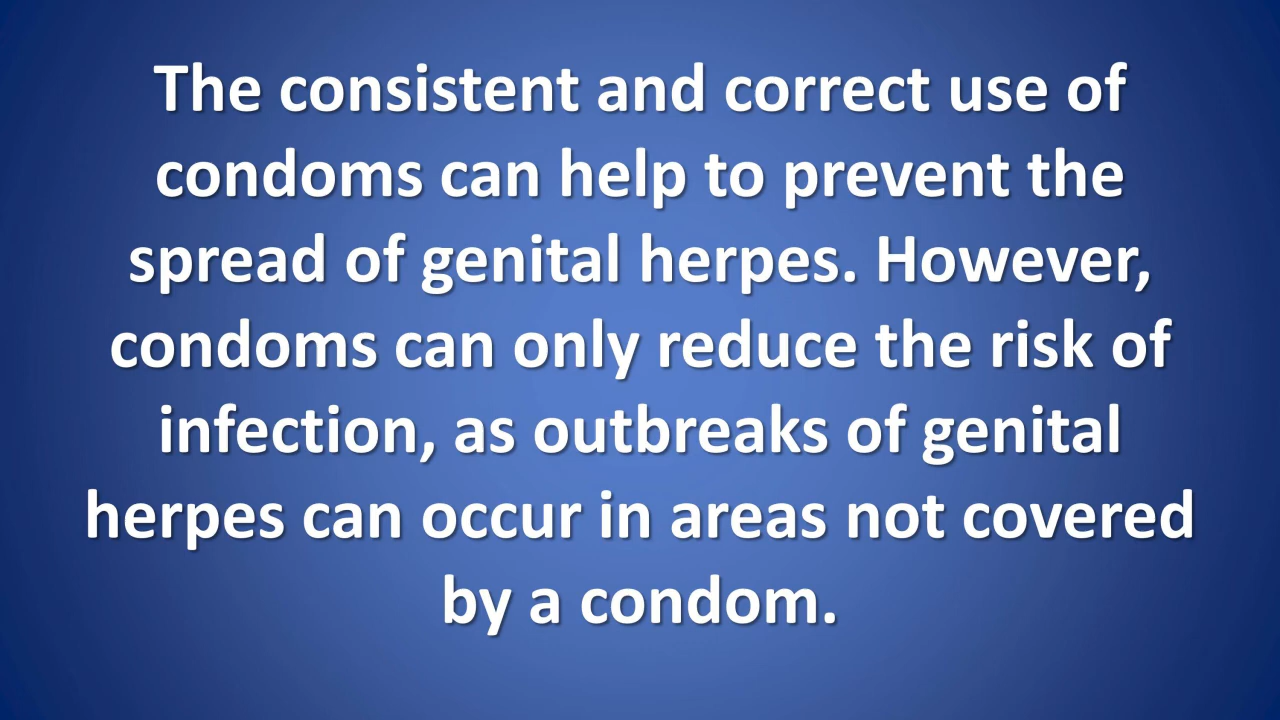 The consistent and correct use of
condoms can help to prevent the
spread of genital herpes. However,
condoms can only reduce the risk of
infection, as outbreaks of genital
herpes can occur in areas not covered
by a condom.